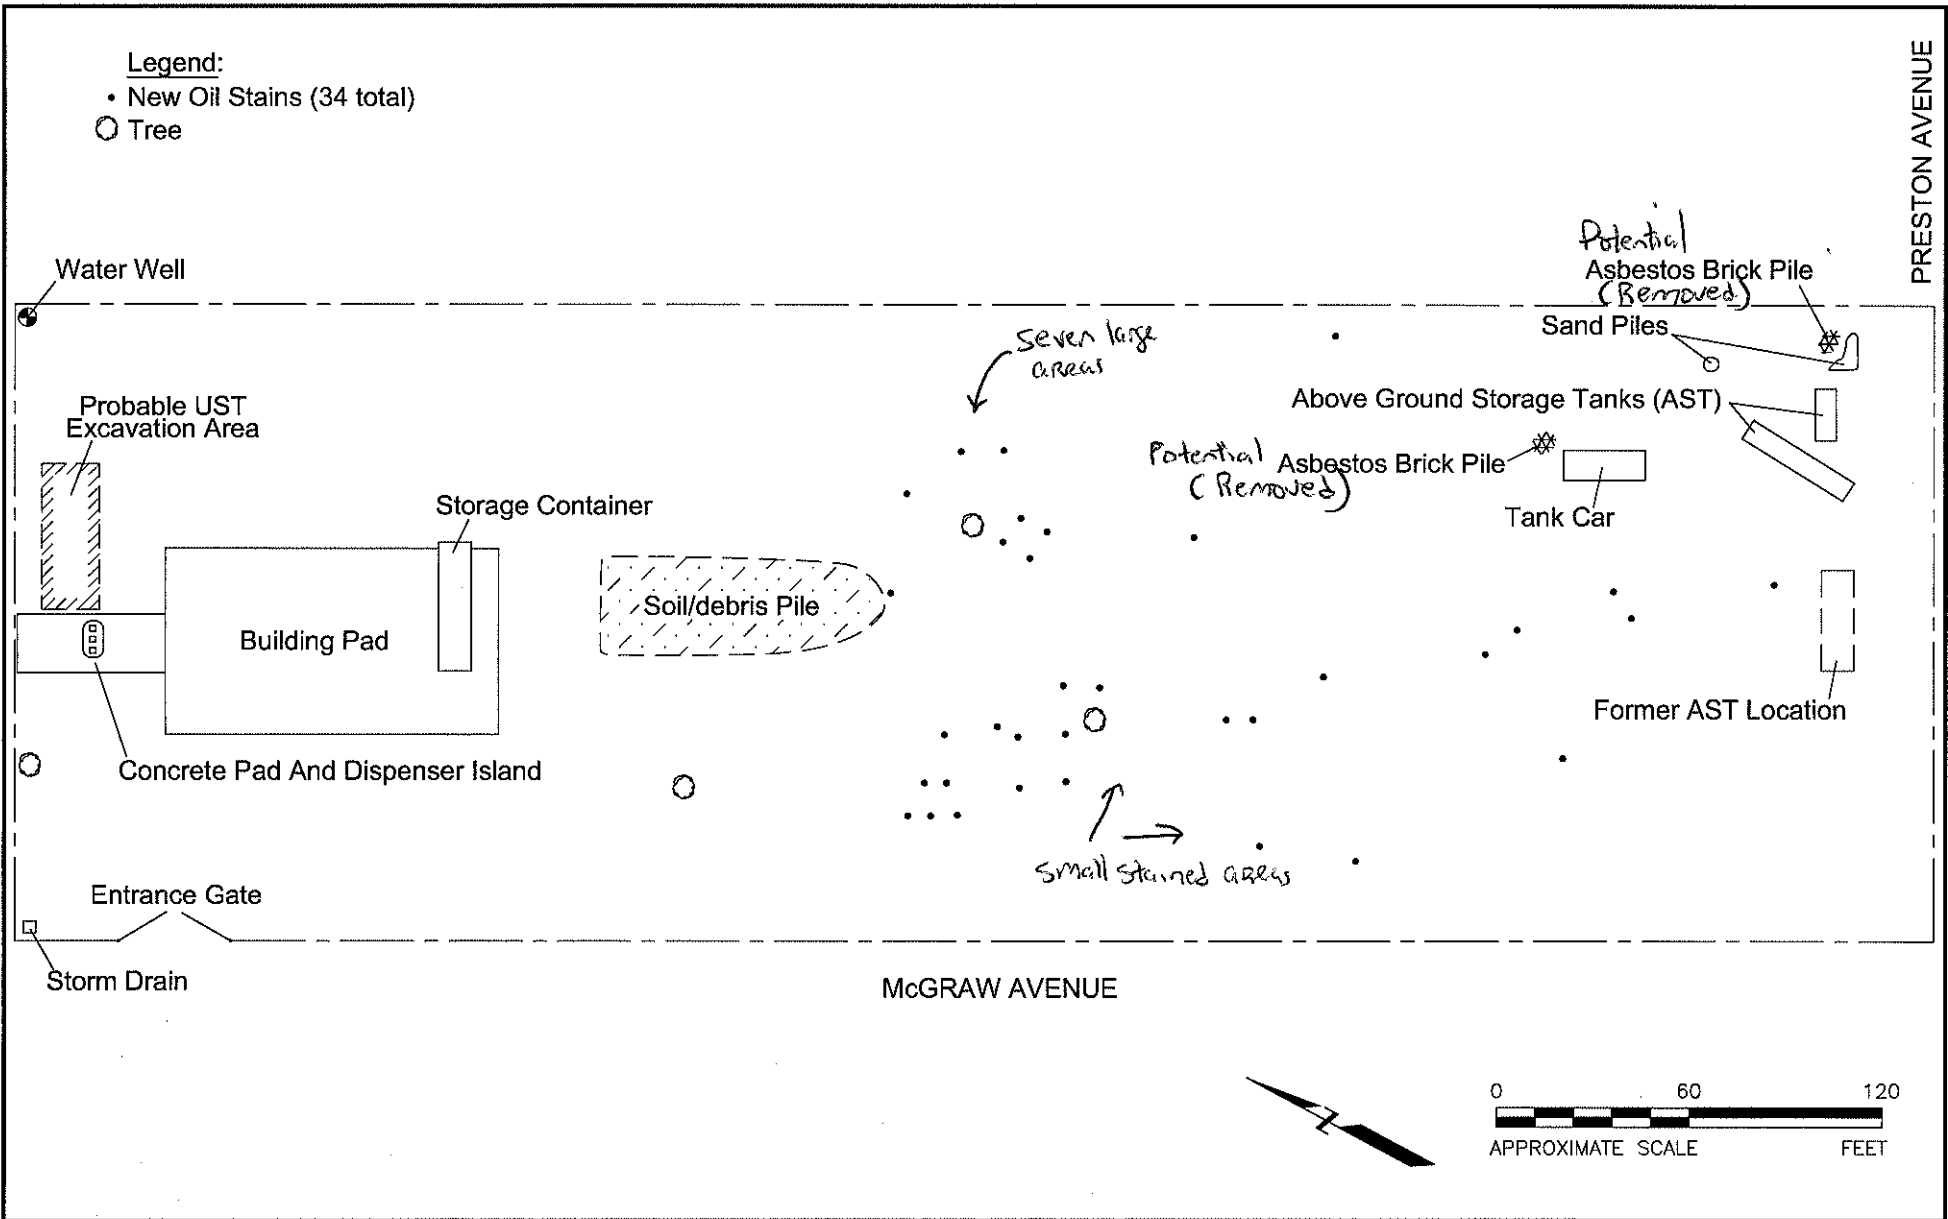 Legend:
New Oil Stains (34 total)
Tree
PRESTON AVENUE
Water Well
Potential
Asbestos Brick Pile
(Removed)
Sand Piles
Seven large
areas
Above Ground Storage Tanks (AST)
Probable UST
Excavation Area
Potential
Asbestos Brick Pile
(Removed)
Storage Container
Tank Car
Soil/debris Pile
Building Pad
Former AST Location
Concrete Pad And Dispenser Island
small stained areas
Entrance Gate
Storm Drain
McGRAW AVENUE
Z
0 60 120
APPROXIMATE SCALE FEET